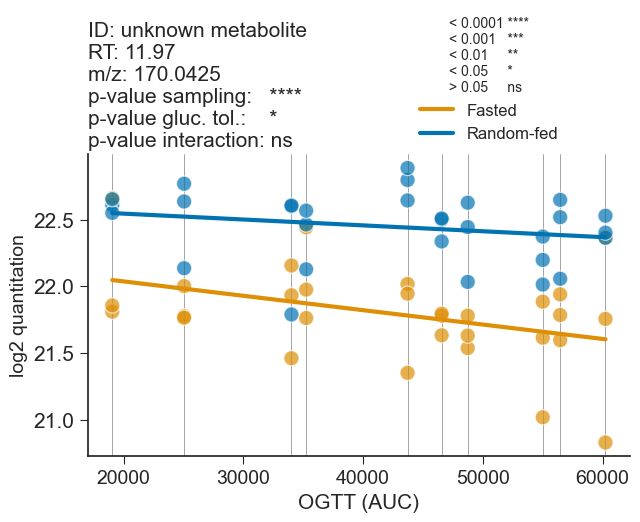 ID: unknown metabolite
RT: 11.97
m/z: 170.0425
p-value sampling: ****
p-value gluc. tol.: *
p-value interaction: ns
< 0.0001 ****
< 0.001 ***
< 0.01 **
< 0.05 *
> 0.05 ns
Fasted
Random-fed
log2 quantitation
22.5
22.0
21.5
21.0
20000 30000 40000 50000 60000
OGTT (AUC)